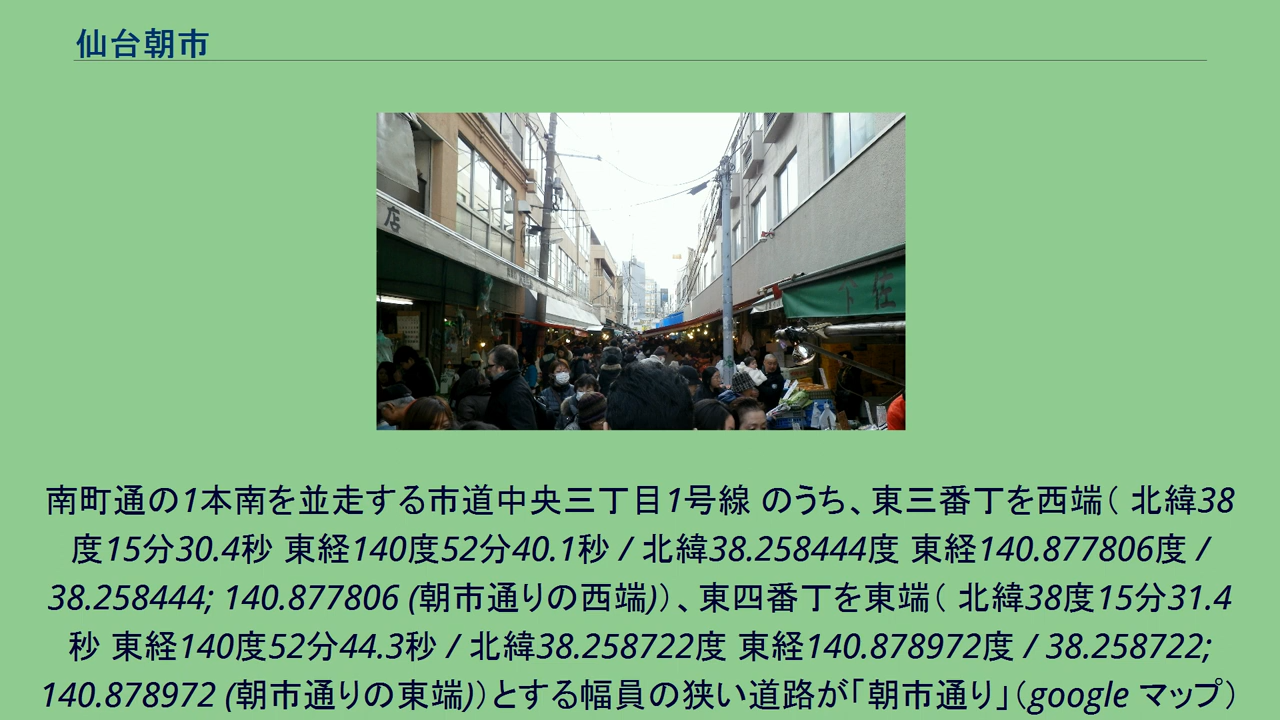 仙台朝市
店
下 佐
南町通の1本南を並走する市道中央三丁目1号線 のうち、東三番丁を西端（ 北緯38
度15分30.4秒 東経140度52分40.1秒 / 北緯38.258444度 東経140.877806度 /
38.258444; 140.877806 (朝市通りの西端)）、東四番丁を東端（ 北緯38度15分31.4
秒 東経140度52分44.3秒 / 北緯38.258722度 東経140.878972度 / 38.258722;
140.878972 (朝市通りの東端)）とする幅員の狭い道路が「朝市通り」（google マップ）